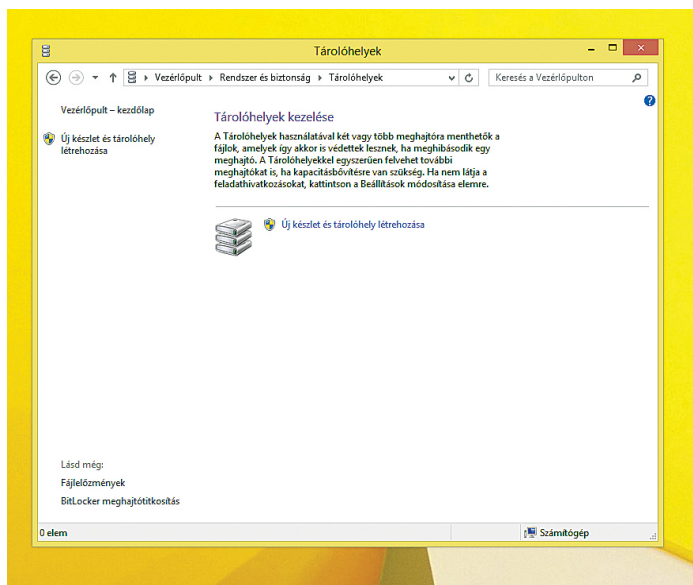 Tárolóhelyek
Vezérlőpult Rendszer és biztonság Tárolóhelyek
Keresés a Vezérlőpulton
Vezérlőpult – kezdőlap
Új készlet és tárolóhely
létrehozása
Tárolóhelyek kezelése
A Tárolóhelyek használatával két vagy több meghajtóra menthetők a
fájlok, amelyek így akkor is védettek lesznek, ha meghibásodik egy
meghajtó. A Tárolóhelyekkel egyszerűen felvehet további
meghajtókat is, ha kapacitásbővítésre van szükség. Ha nem látja a
feladathivatkozásokat, kattintson a Beállítások módosítása elemre.
Új készlet és tárolóhely létrehozása
Lásd még:
Fájlelőzmények
BitLocker meghajtótitkosítás
0 elem
Számítógép